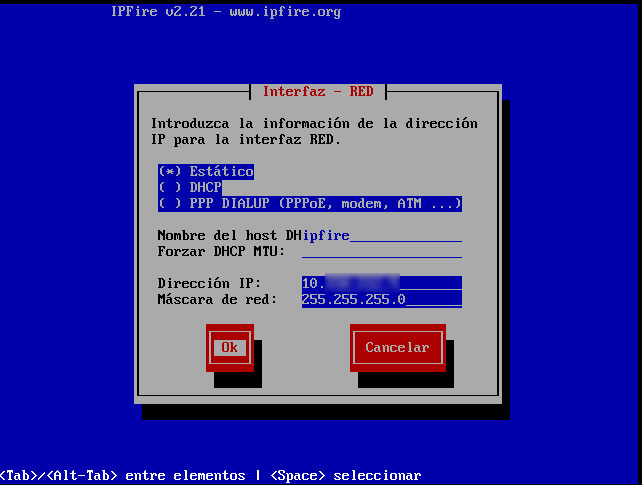 IPFire v2.21 - www.ipfire.org
Interfaz - RED
Introduzca la información de la dirección
IP para la interfaz RED.
(*) Estático
( ) DHCP
( ) PPP DIALUP (PPPoE, modem, ATM ...)
Nombre del host DHipfire
Forzar DHCP MTU:
Dirección IP: 10.
Máscara de red: 255.255.255.0
Ok Cancelar
<Tab>/<Alt-Tab> entre elementos | <Space> seleccionar